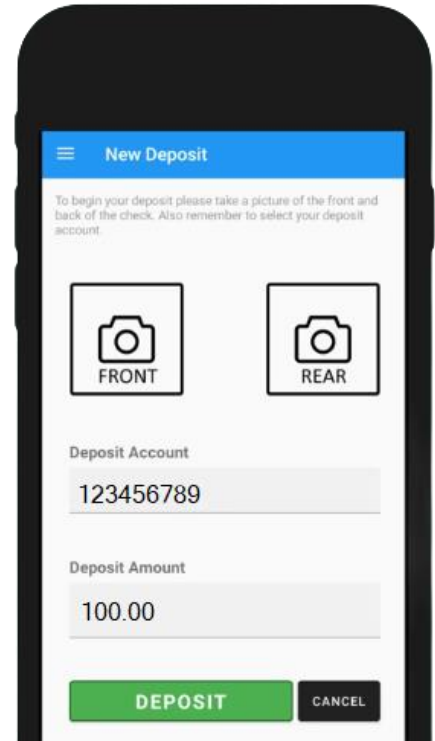 New Deposit
To begin your deposit please take a picture of the front and
back of the check. Also remember to select your deposit
account.
FRONT
REAR
Deposit Account
123456789
Deposit Amount
100.00
DEPOSIT
CANCEL